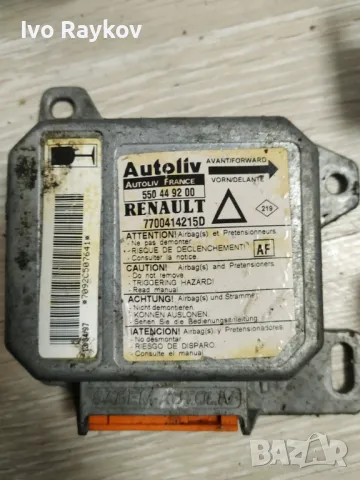 Ivo Raykov
Autoliv
AUTOLIV FRANCE
550 44 92 00
RENAULT
7700414215D
AVANT/FORWARD
VORN/DELANTE
219
ATTENTION! Airbag(s) et Pretensionneurs.
- Ne pas demonter
- RISQUE DE DECLENCHEMENT!
- Consulter la notice
AF
CAUTION! Airbag(s) and Pretensioners.
- Do not remove.
- TRIGGERING HAZARD!
- Read manual
ACHTUNG! Airbag(s) und Strammer.
- Nicht demontieren.
- KONNEN AUSLONEN.
- Sehen Sie die Bedienungsanleitung
¡ATENCION! Airbag(s) y Pretensionadores.
- No desmontar
- RIESGO DE DISPARO.
- Consulte el manual
BAZAR